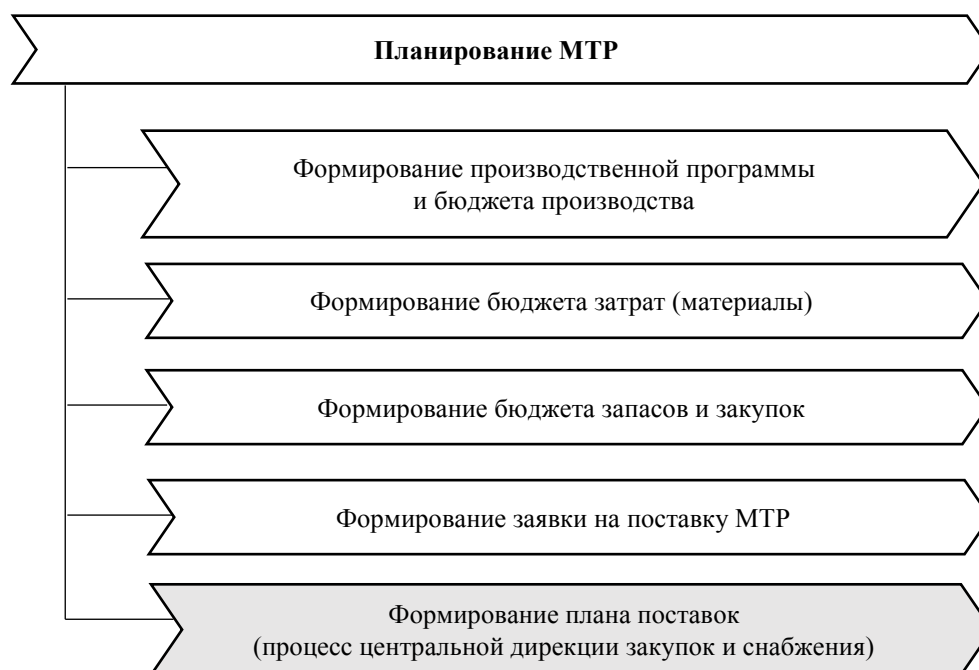 Планирование МТР
Формирование производственной программы
и бюджета производства
Формирование бюджета затрат (материалы)
Формирование бюджета запасов и закупок
Формирование заявки на поставку МТР
Формирование плана поставок
(процесс центральной дирекции закупок и снабжения)